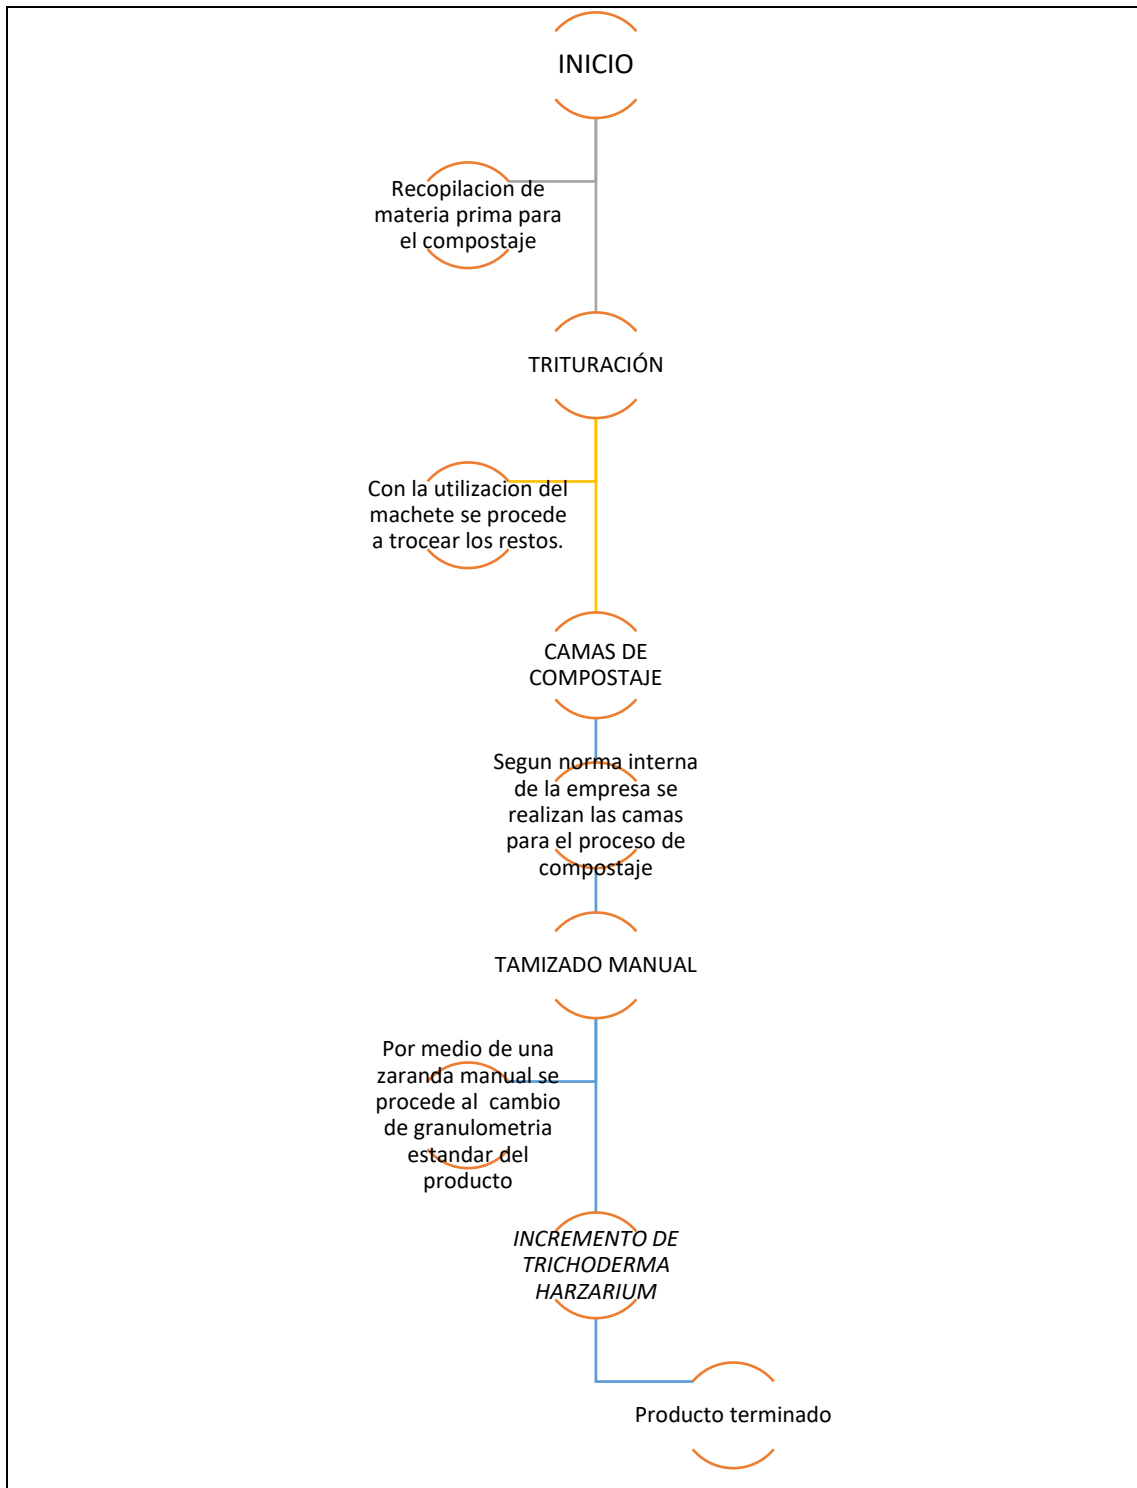 INICIO
Recopilacion de
materia prima para
el compostaje
TRITURACIÓN
Con la utilizacion del
machete se procede
a trocear los restos.
CAMAS DE
COMPOSTAJE
Segun norma interna
de la empresa se
realizan las camas
para el proceso de
compostaje
TAMIZADO MANUAL
Por medio de una
zaranda manual se
procede al  cambio
de granulometria
estandar del
producto
INCREMENTO DE
TRICHODERMA
HARZARIUM
Producto terminado